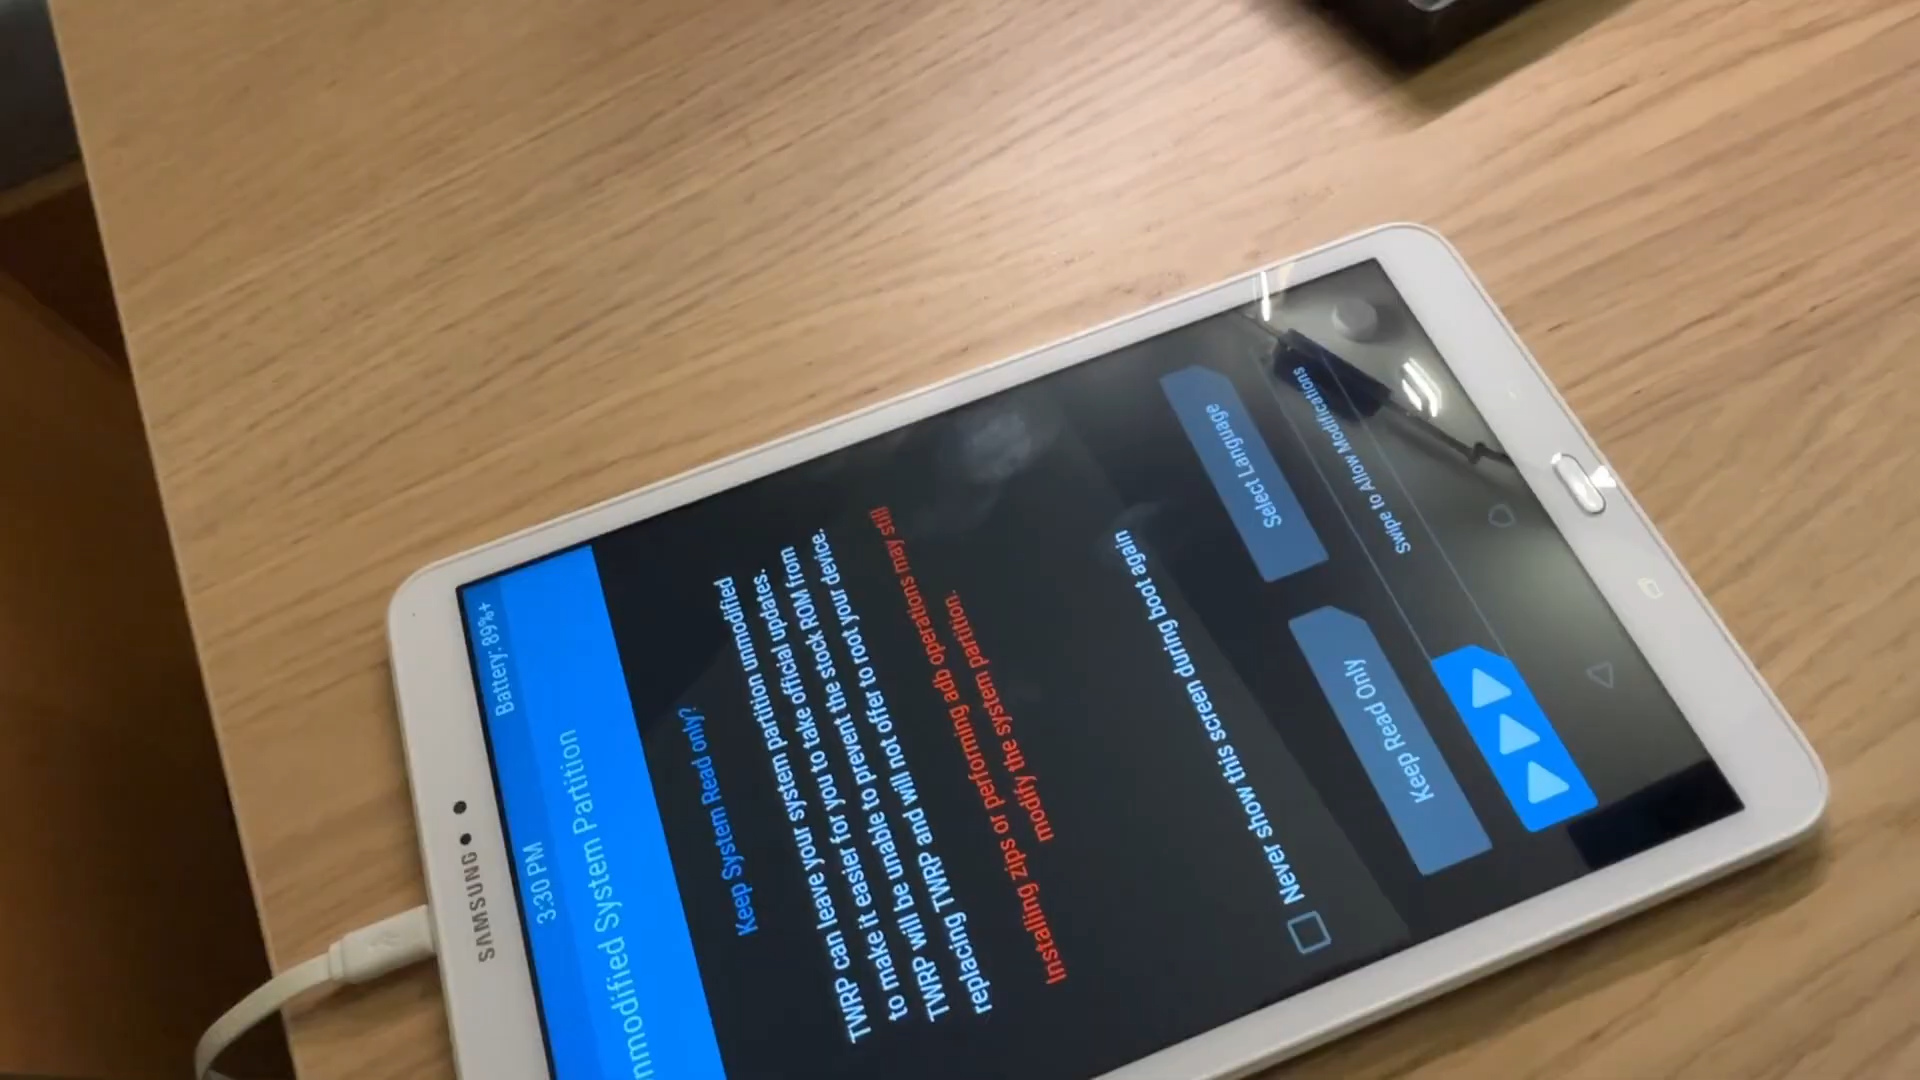 SAMSUNG
3:30 PM
Battery: 89%+
nmodified System Partition
Keep System Read only?
TWRP can leave your system partition unmodified
to make it easier for you to take official updates.
TWRP will be unable to prevent the stock ROM from
replacing TWRP and will not offer to root your device.
Installing zips or performing adb operations may still
modify the system partition.
Never show this screen during boot again
Keep Read Only
Select Language
Swipe to Allow Modifications